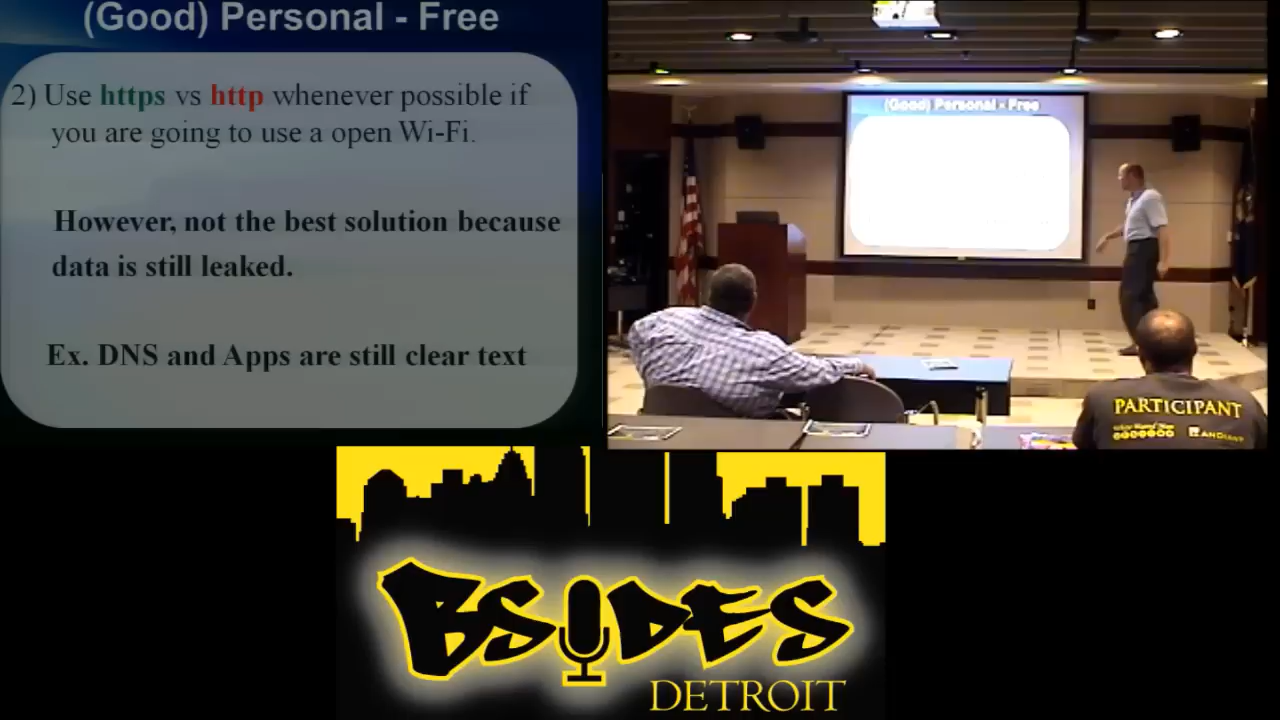 (Good) Personal - Free
2) Use https vs http whenever possible if
you are going to use a open Wi-Fi.
However, not the best solution because
data is still leaked.
Ex. DNS and Apps are still clear text
(Good) Personal - Free
PARTICIPANT
BSIDES
DETROIT